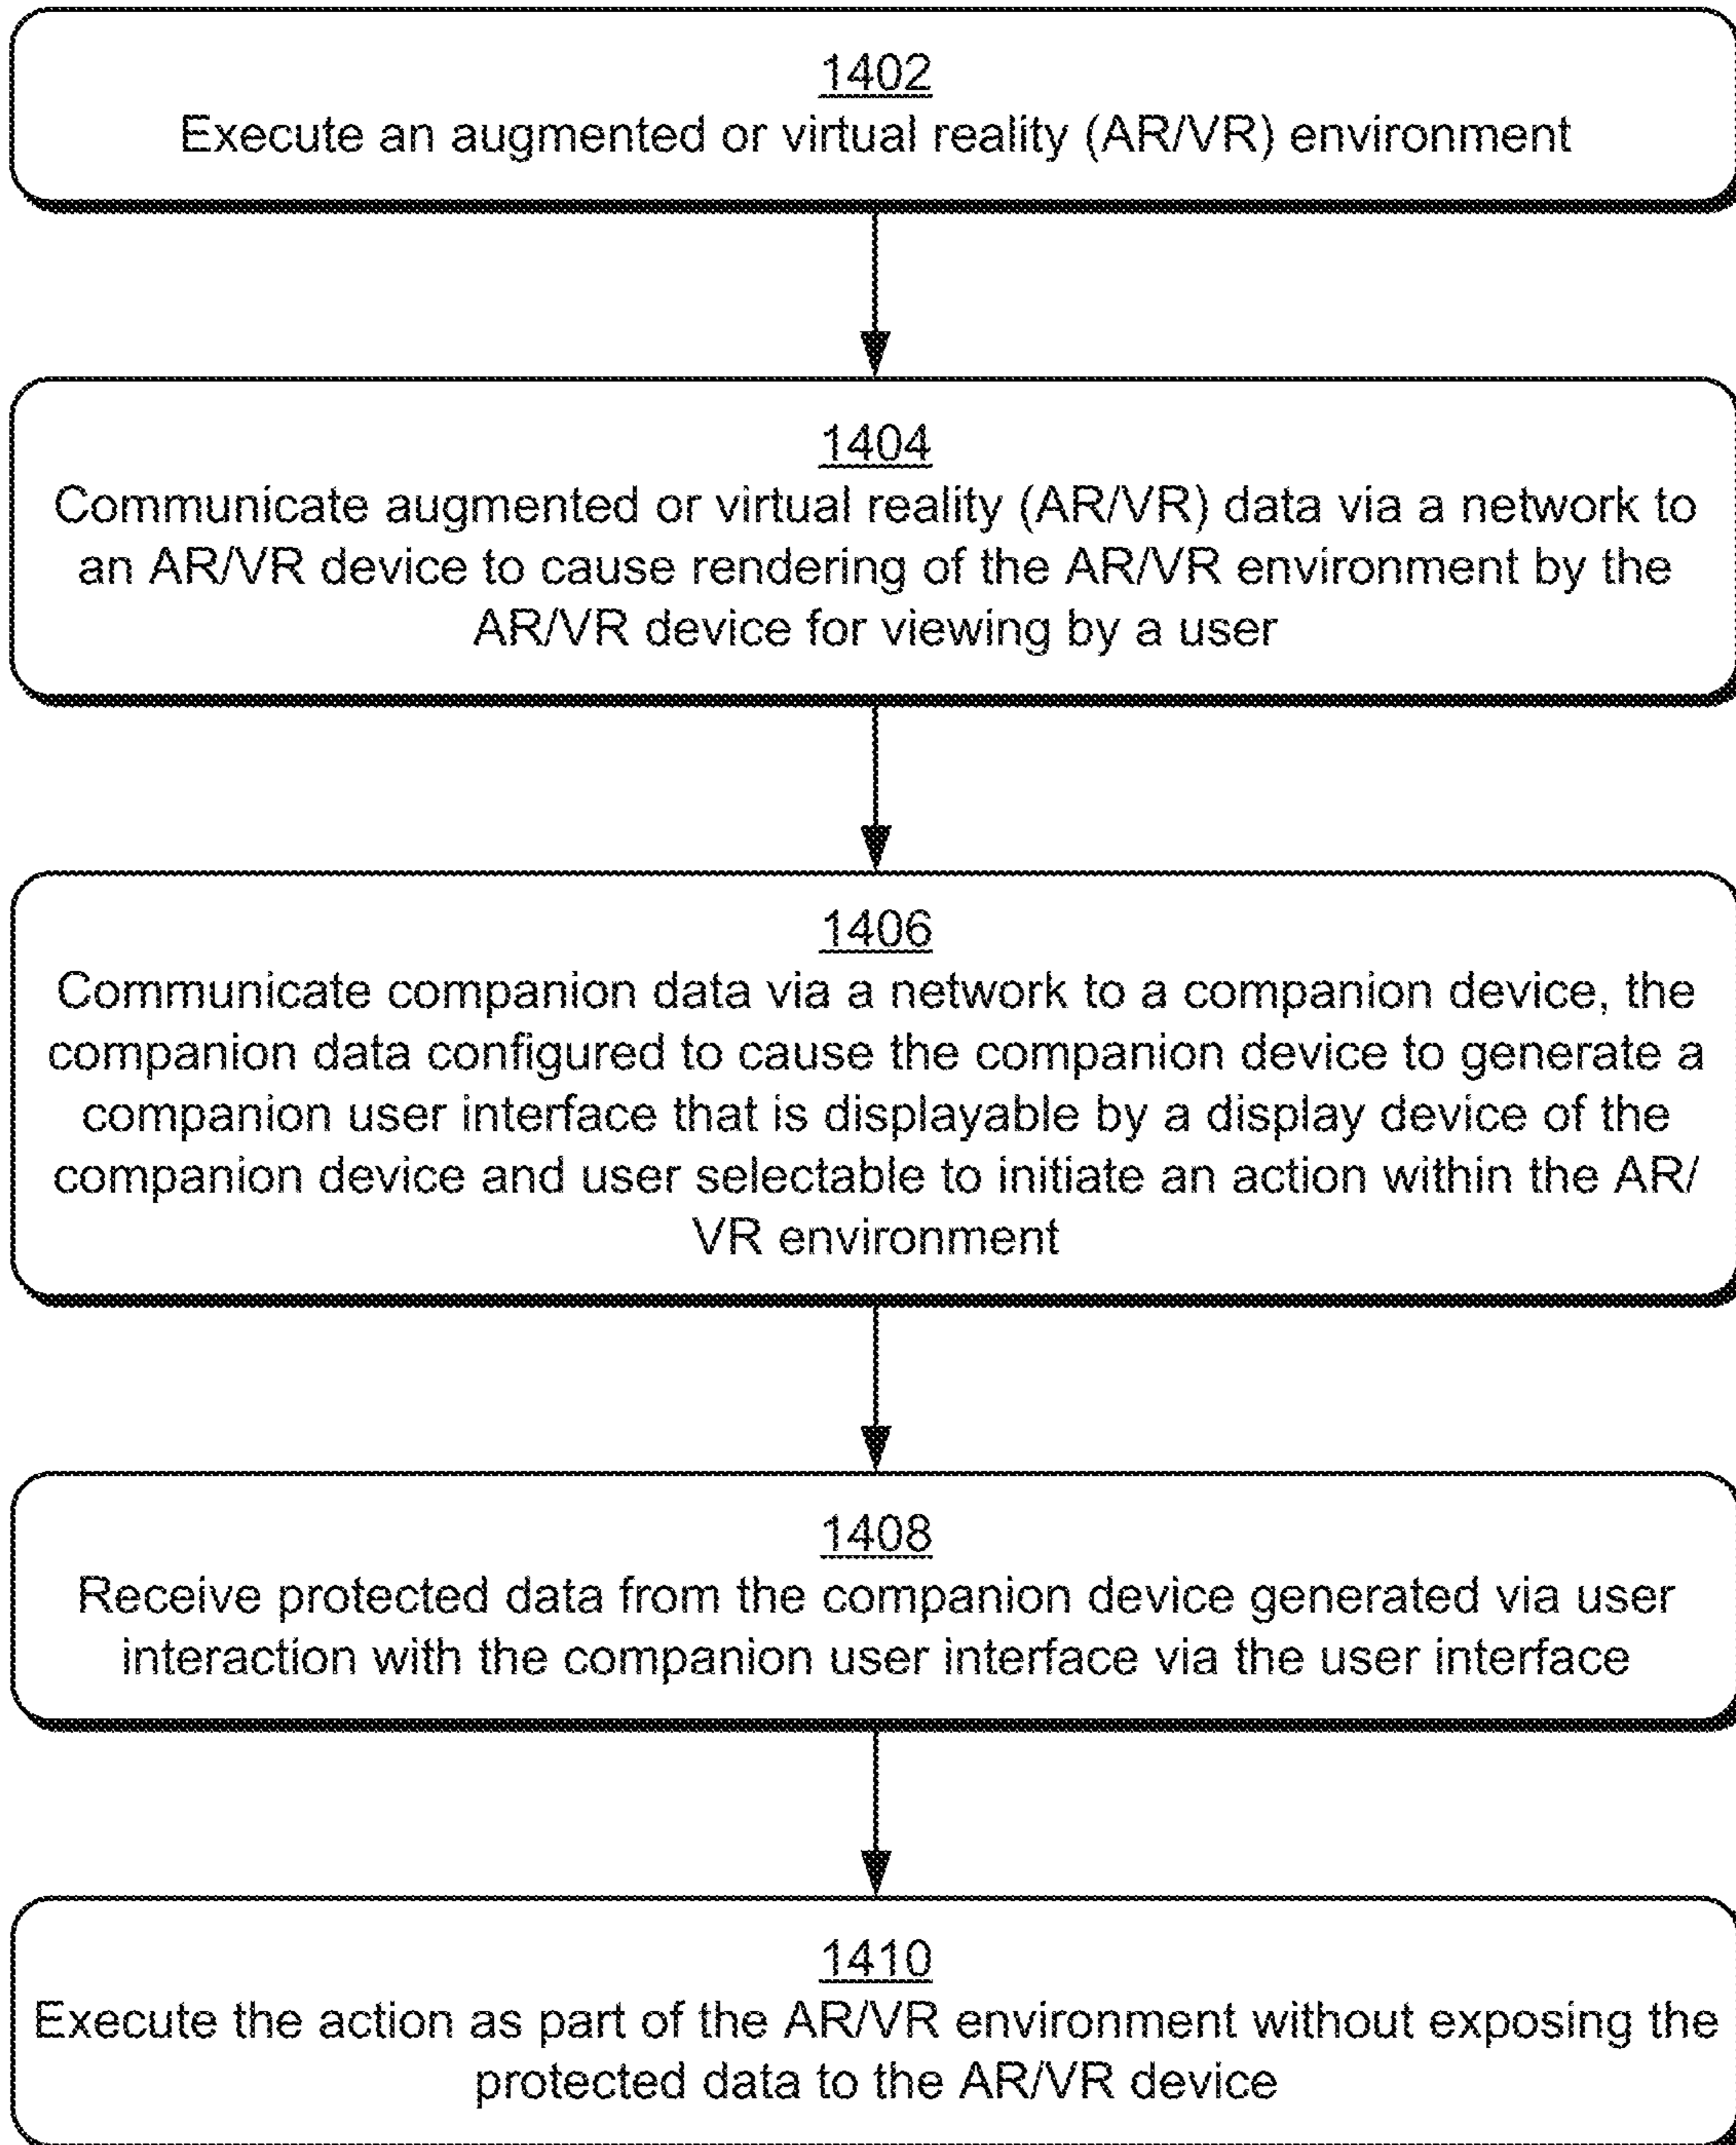 1402
Execute an augmented or virtual reality (AR/VR) environment
1404
Communicate augmented or virtual reality (AR/VR) data via a network to
an AR/VR device to cause rendering of the AR/VR environment by the
AR/VR device for viewing by a user
1406
Communicate companion data via a network to a companion device, the
companion data configured to cause the companion device to generate a
companion user interface that is displayable by a display device of the
companion device and user selectable to initiate an action within the AR/
VR environment
1408
Receive protected data from the companion device generated via user
interaction with the companion user interface via the user interface
1410
Execute the action as part of the AR/VR environment without exposing the
protected data to the AR/VR device